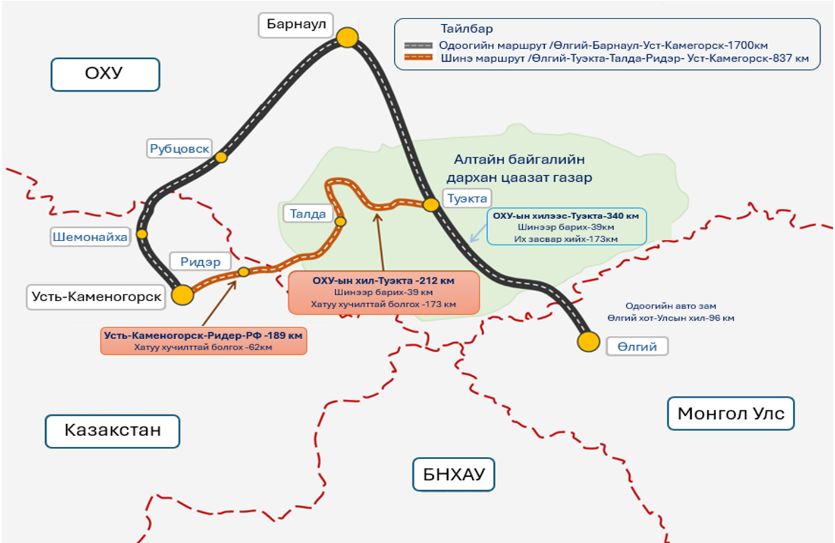 Барнаул
Тайлбар
Одоогийн маршрут /Өлгий-Барнаул-Уст-Камегорск-1700км
Шинэ маршрут /Өлгий-Туэкта-Талда-Ридэр- Уст-Камегорск-837 км
ОХУ
Рубцовск
Алтайн байгалийн
дархан цаазат газар
Туэкта
Талда
ОХУ-ын хилээс-Туэкта-340 км
Шинээр барих-39км
Их засвар хийх-173км
Шемонайха
Ридэр
ОХУ-ын хил-Туэкта -212 км
Шинээр барих-39 км
Хатуу хучилттай болгох -173 км
Усть-Каменогорск
Одоогийн авто зам
Өлгий хот-Улсын хил-96 км
Усть-Каменогорск-Ридер-РФ -189 км
Хатуу хучилттай болгох -62км
Өлгий
Казакстан
Монгол Улс
БНХАУ